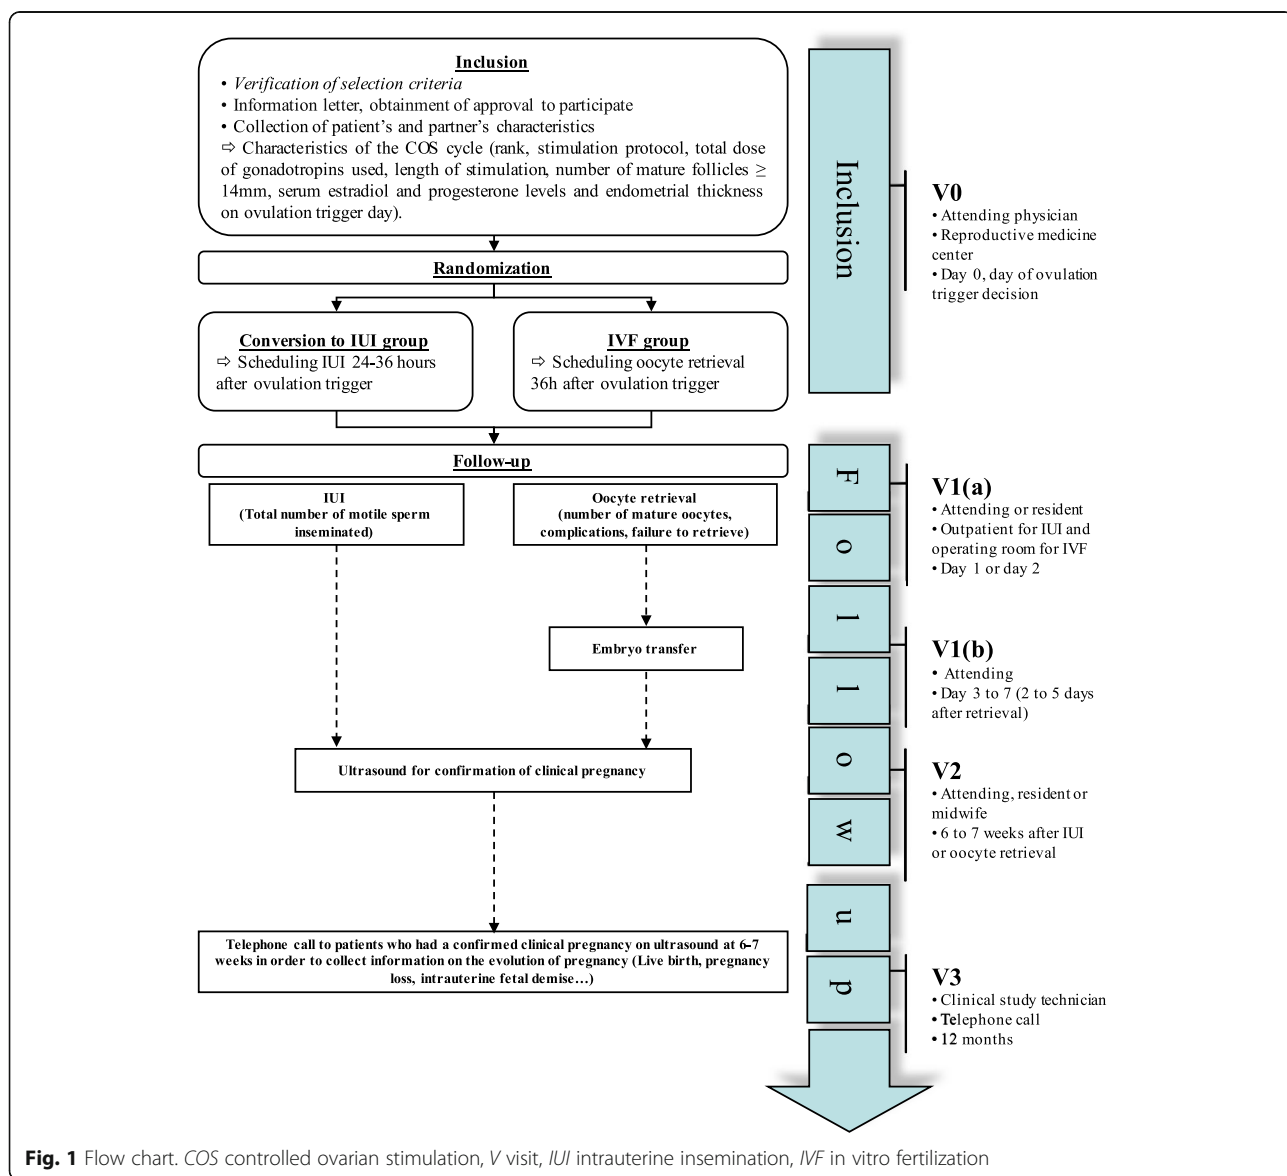 Inclusion
• Verification of selection criteria
• Information letter, obtainment of approval to participate
• Collection of patient's and partner's characteristics
⇨ Characteristics of the COS cycle (rank, stimulation protocol, total dose
of gonadotropins used, length of stimulation, number of mature follicles ≥
14mm, serum estradiol and progesterone levels and endometrial thickness
on ovulation trigger day).
Randomization
Conversion to IUI group
⇨ Scheduling IUI 24-36 hours
after ovulation trigger
IVF group
⇨ Scheduling oocyte retrieval
36h after ovulation trigger
Follow-up
IUI
(Total number of motile sperm
inseminated)
Oocyte retrieval
(number of mature oocytes,
complications, failure to retrieve)
Embryo transfer
Ultrasound for confirmation of clinical pregnancy
Telephone call to patients who had a confirmed clinical pregnancy on ultrasound at 6-7
weeks in order to collect information on the evolution of pregnancy (Live birth, pregnancy
loss, intrauterine fetal demise…)
Inclusion
F
o
l
l
o
w
u
p
V0
• Attending physician
• Reproductive medicine
center
• Day 0, day of ovulation
trigger decision
V1(a)
• Attending or resident
• Outpatient for IUI and
operating room for IVF
• Day 1 or day 2
V1(b)
• Attending
• Day 3 to 7 (2 to 5 days
after retrieval)
V2
• Attending, resident or
midwife
• 6 to 7 weeks after IUI
or oocyte retrieval
V3
• Clinical study technician
• Telephone call
• 12 months
Fig. 1 Flow chart. COS controlled ovarian stimulation, V visit, IUI intrauterine insemination, IVF in vitro fertilization